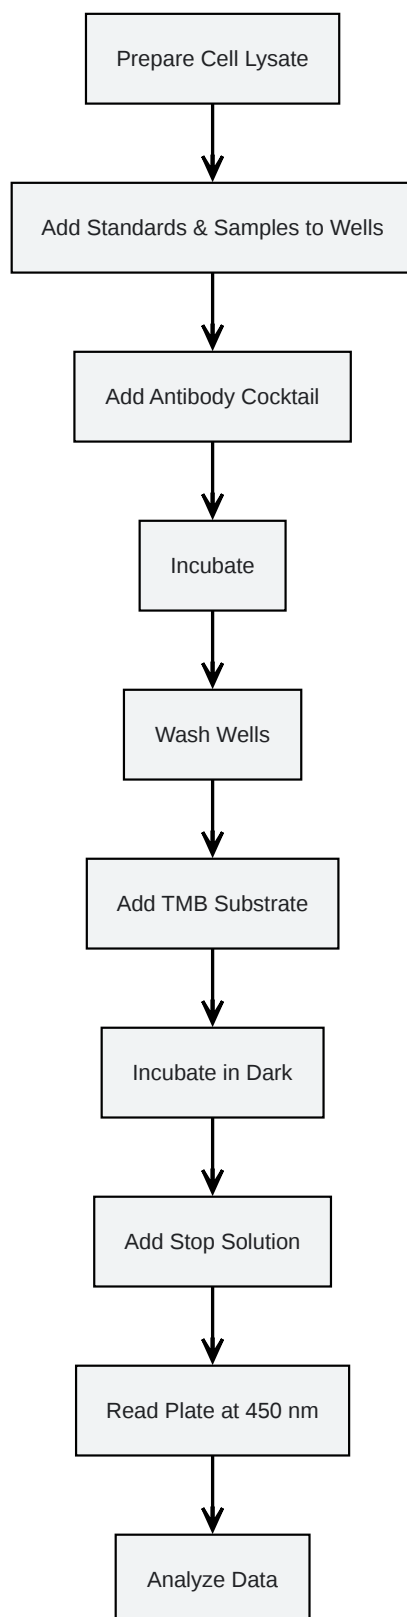 Prepare Cell Lysate
Add Standards & Samples to Wells
Add Antibody Cocktail
Incubate
Wash Wells
Add TMB Substrate
Incubate in Dark
Add Stop Solution
Read Plate at 450 nm
Analyze Data